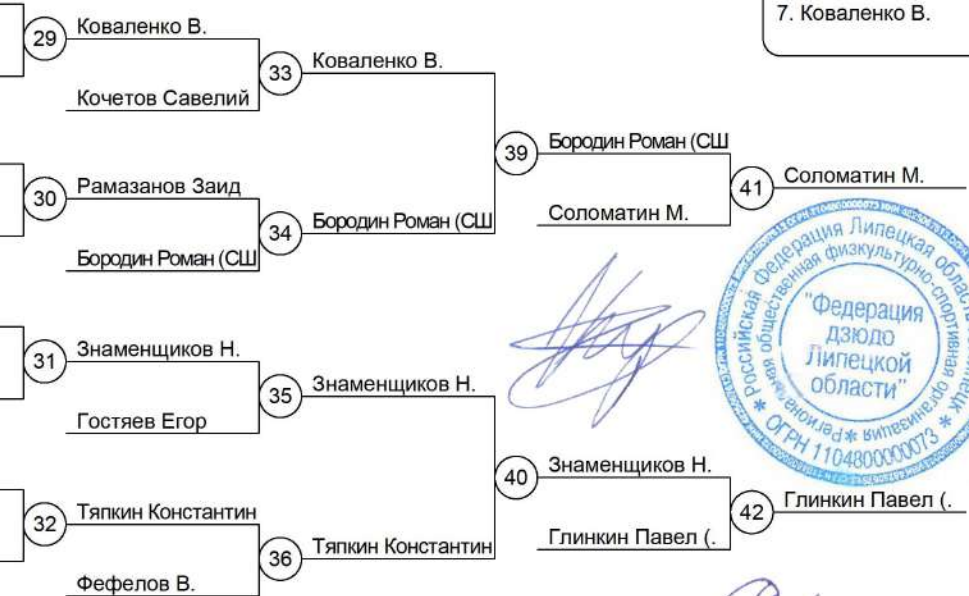 7. Коваленко В.
29 Коваленко В.
33 Коваленко В.
Кочетов Савелий
39 Бородин Роман (СШ
41 Соломатин М.
30 Рамазанов Заид
Соломатин М.
34 Бородин Роман (СШ
Бородин Роман (СШ
31 Знаменщиков Н.
35 Знаменщиков Н.
Гостяев Егор
40 Знаменщиков Н.
42 Глинкин Павел (.
32 Тяпкин Константин
Глинкин Павел (.
36 Тяпкин Константин
Фефелов В.
"Федерация
дзюдо
Липецкой
области"
Региональная общественная физкультурно-спортивная организация
Российская Федерация Липецкая область
ОГРН 1104800000073